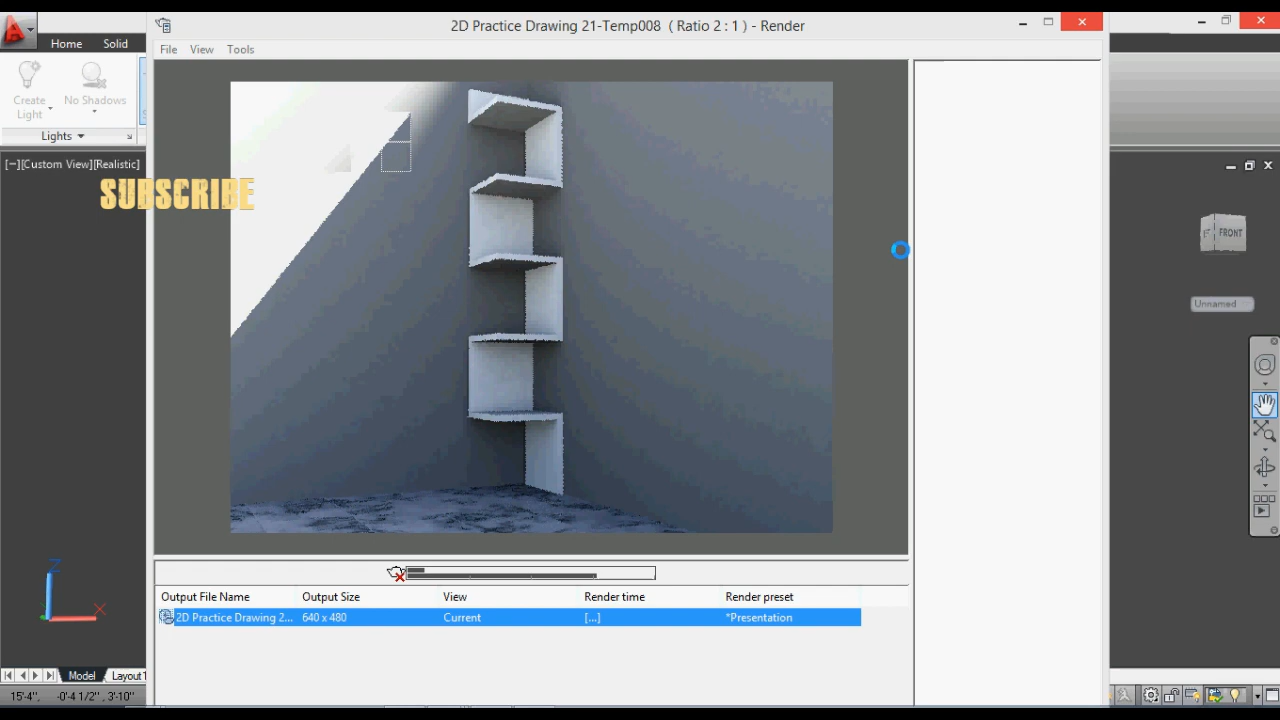 2D Practice Drawing 21-Temp008 ( Ratio 2 : 1 ) - Render
Home Solid
File View Tools
Create Light
No Shadows
Lights
[−][Custom View][Realistic]
SUBSCRIBE
FRONT
Unnamed
Output File Name Output Size View Render time Render preset
2D Practice Drawing 2... 640 x 480 Current [...] *Presentation
Z
X
Model Layout1
15'-4", -0'-4 1/2", 3'-10"